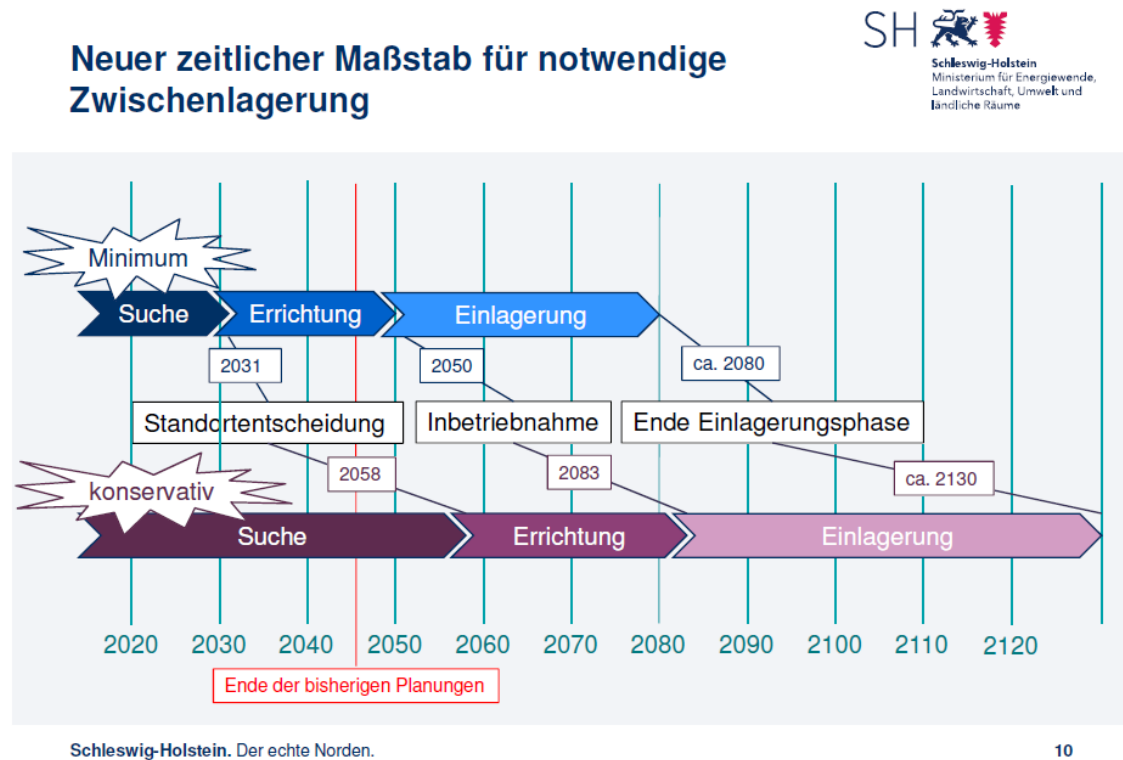 Neuer zeitlicher Maßstab für notwendige
Zwischenlagerung
SH
Schleswig-Holstein
Ministerium für Energiewende,
Landwirtschaft, Umwelt und
ländliche Räume
Minimum
Suche
Errichtung
Einlagerung
2031
2050
ca. 2080
Standortentscheidung
Inbetriebnahme
Ende Einlagerungsphase
2058
2083
ca. 2130
konservativ
Suche
Errichtung
Einlagerung
2020 2030 2040 2050 2060 2070 2080 2090 2100 2110 2120
Ende der bisherigen Planungen
Schleswig-Holstein. Der echte Norden.
10